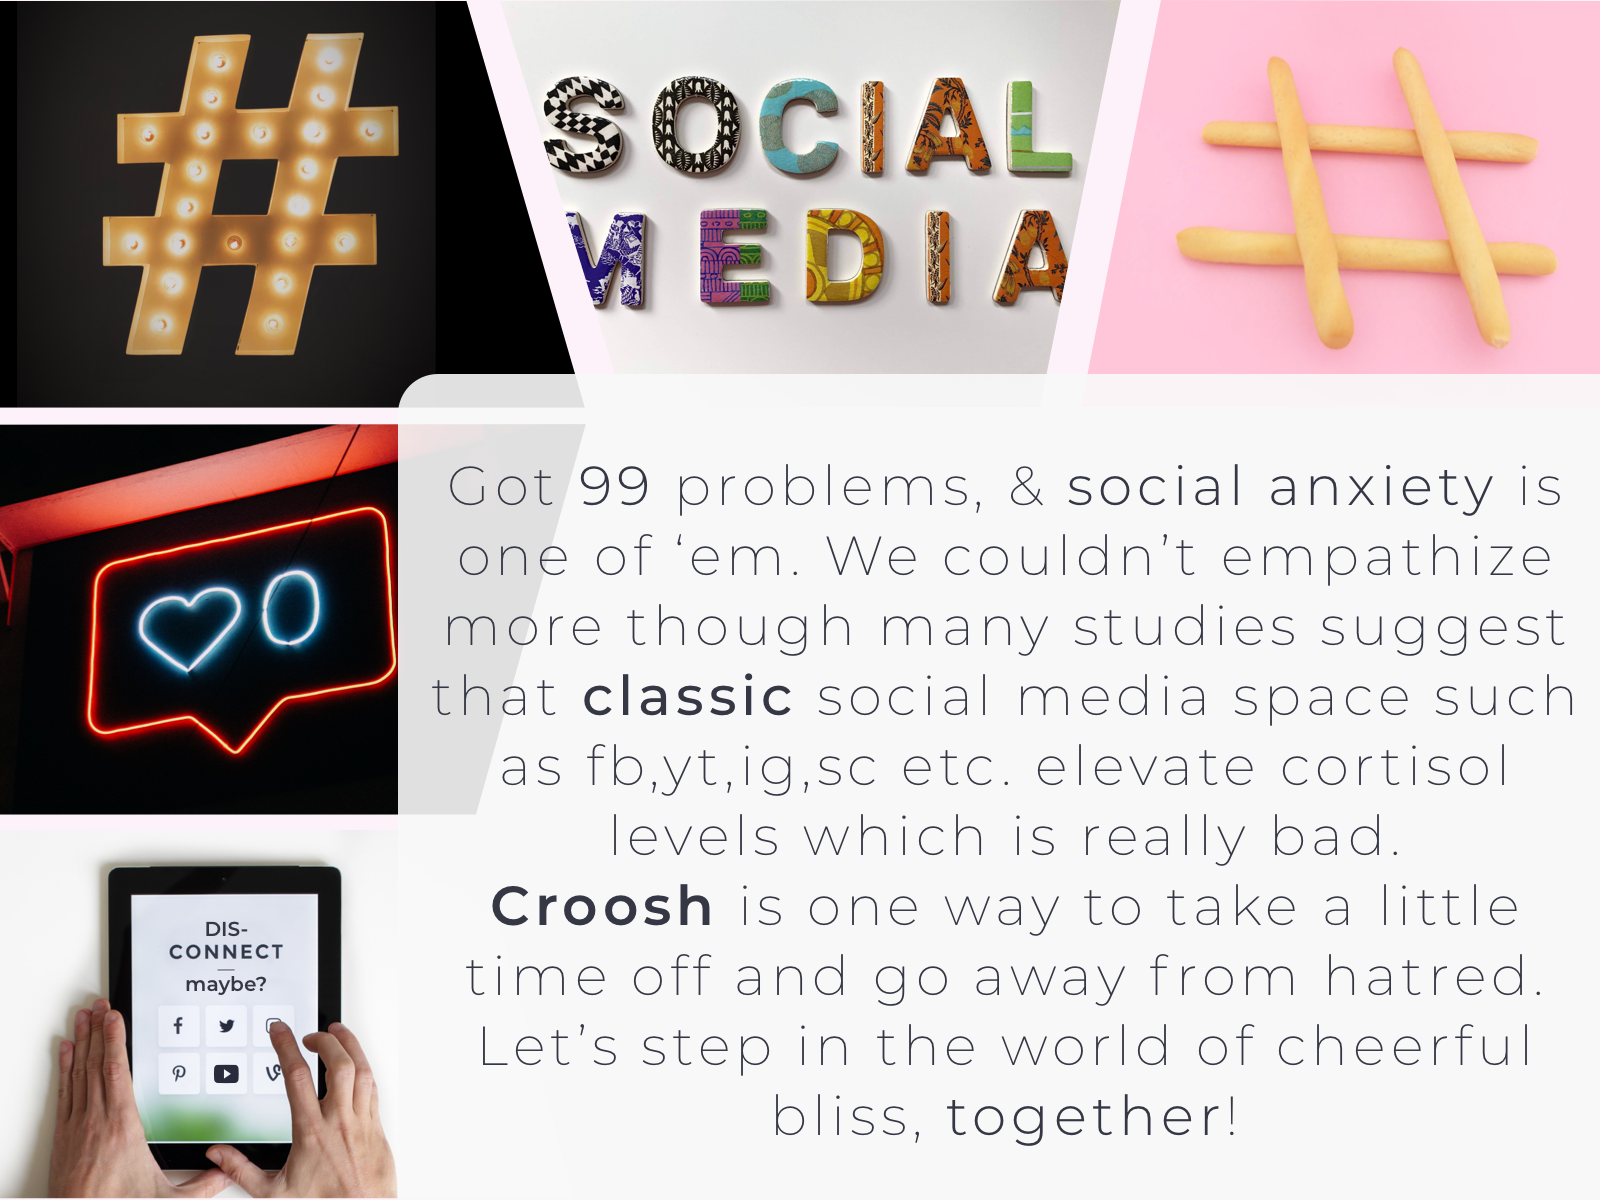 #
SOCIAL
MEDIA
#
0
Got 99 problems, & social anxiety is
one of ‘em. We couldn’t empathize
more though many studies suggest
that classic social media space such
as fb,yt,ig,sc etc. elevate cortisol
levels which is really bad.
Croosh is one way to take a little
time off and go away from hatred.
Let’s step in the world of cheerful
bliss, together!
DIS-
CONNECT
maybe?